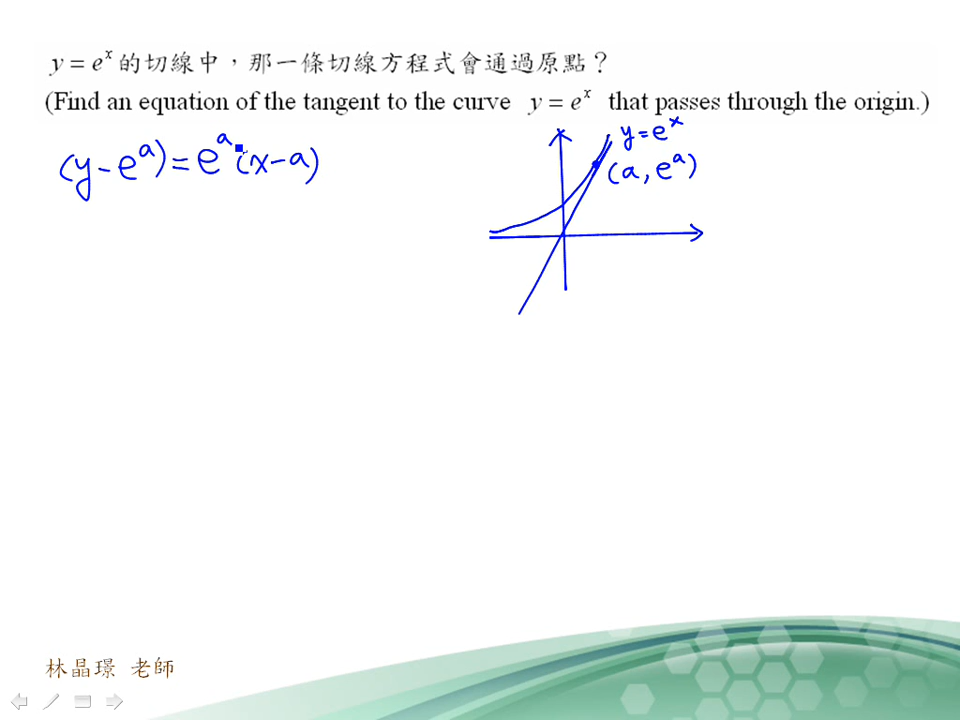 y = e^x 的切線中，那一條切線方程式會通過原點？
(Find an equation of the tangent to the curve y = e^x that passes through the origin.)
(y - e^a) = e^a (x - a)
y = e^x
(a, e^a)
林晶璟 老師